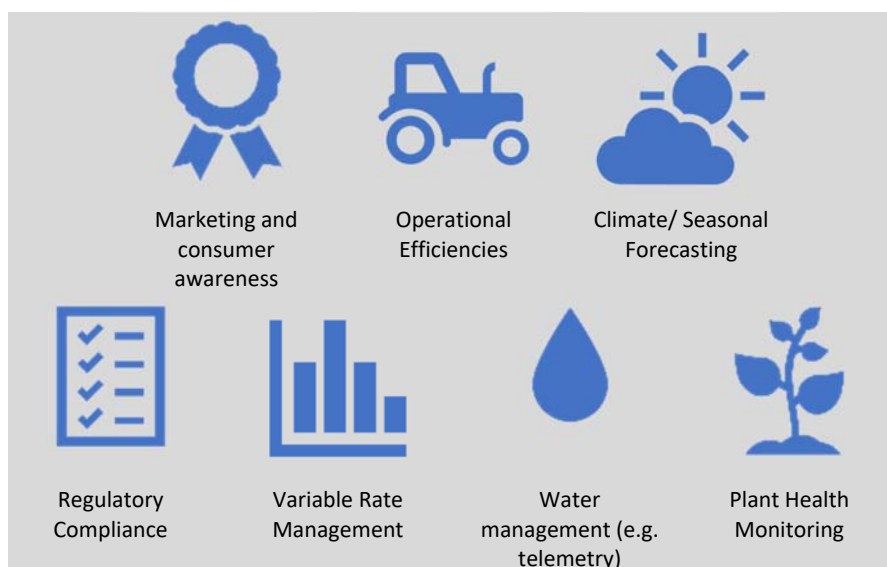 Marketing and
consumer
awareness
Operational
Efficiencies
Climate/ Seasonal
Forecasting
Regulatory
Compliance
Variable Rate
Management
Water
management (e.g.
telemetry)
Plant Health
Monitoring